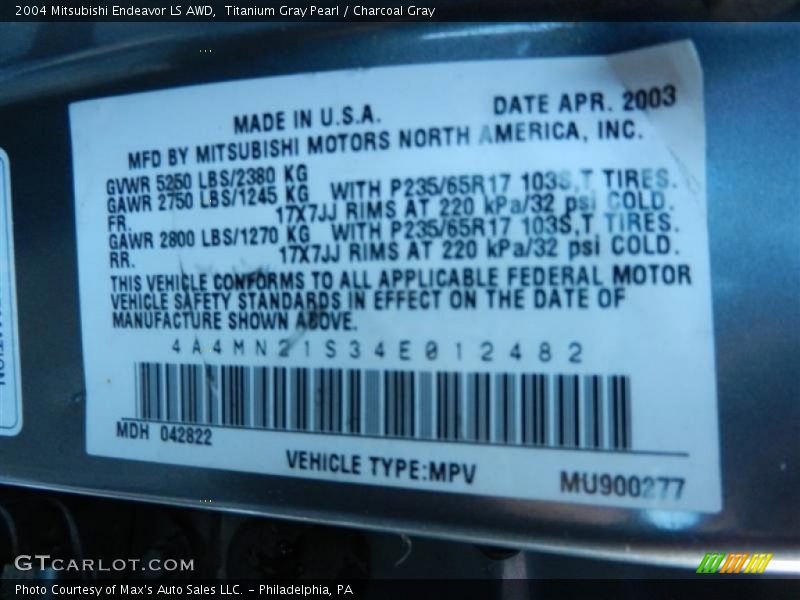 2004 Mitsubishi Endeavor LS AWD,  Titanium Gray Pearl / Charcoal Gray
MADE IN U.S.A. DATE APR. 2003
MFD BY MITSUBISHI MOTORS NORTH AMERICA, INC.
GVWR 5250 LBS/2380 KG
GAWR 2750 LBS/1245 KG WITH P235/65R17 103S,T TIRES.
FR. 17X7JJ RIMS AT 220 kPa/32 psi COLD.
GAWR 2800 LBS/1270 KG WITH P235/65R17 103S,T TIRES.
RR. 17X7JJ RIMS AT 220 kPa/32 psi COLD.
THIS VEHICLE CONFORMS TO ALL APPLICABLE FEDERAL MOTOR
VEHICLE SAFETY STANDARDS IN EFFECT ON THE DATE OF
MANUFACTURE SHOWN ABOVE.
4A4MN21S34E012482
MDH 042822
VEHICLE TYPE:MPV
MU900277
GTCARLOT.COM
Photo Courtesy of Max's Auto Sales LLC. – Philadelphia, PA